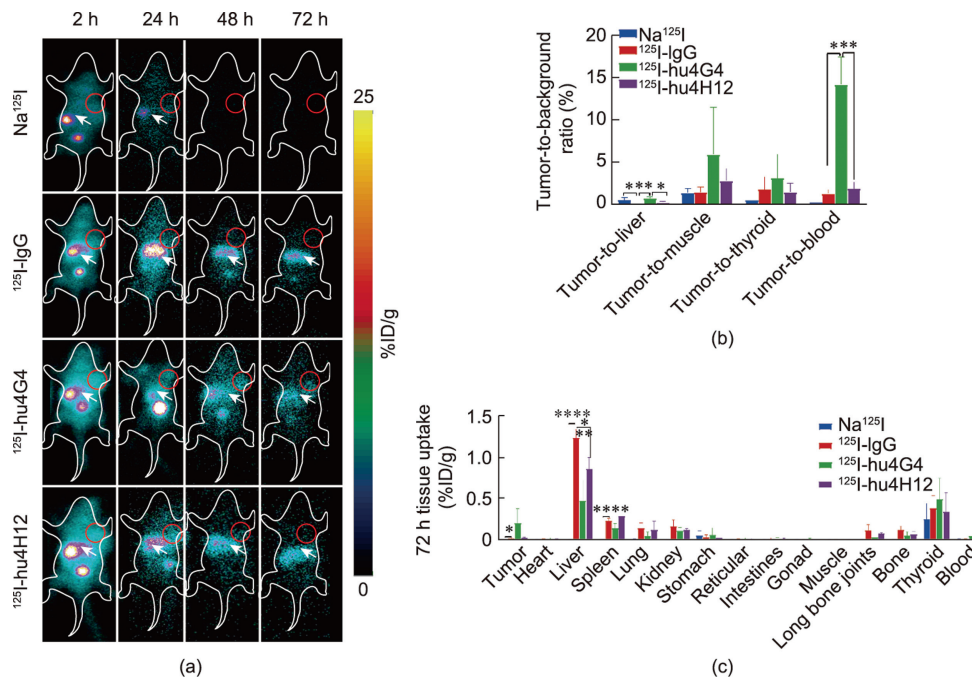 2 h 24 h 48 h 72 h
Na¹²⁵I
¹²⁵I-IgG
¹²⁵I-hu4G4
¹²⁵I-hu4H12
25
%ID/g
0
(a)
Tumor-to-background
ratio (%)
20
15
10
5
0
Na¹²⁵I
¹²⁵I-IgG
¹²⁵I-hu4G4
¹²⁵I-hu4H12
*** *
***
Tumor-to-liver
Tumor-to-muscle
Tumor-to-thyroid
Tumor-to-blood
(b)
72 h tissue uptake
(%ID/g)
1.5
1.0
0.5
0
Na¹²⁵I
¹²⁵I-IgG
¹²⁵I-hu4G4
¹²⁵I-hu4H12
*
****
*
**
****
Tumor
Heart
Liver
Spleen
Lung
Kidney
Stomach
Reticular
Intestines
Gonad
Muscle
Long bone joints
Bone
Thyroid
Blood
(c)